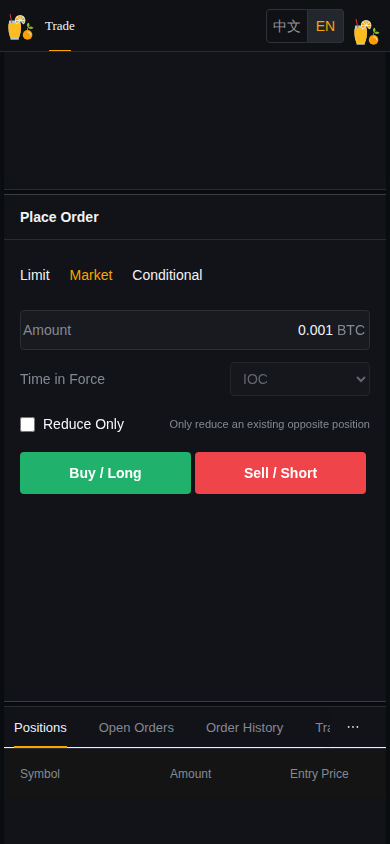 Trade
中文 EN
Place Order
Limit Market Conditional
Amount 0.001 BTC
Time in Force IOC
Reduce Only Only reduce an existing opposite position
Buy / Long Sell / Short
Positions Open Orders Order History ···
Symbol Amount Entry Price